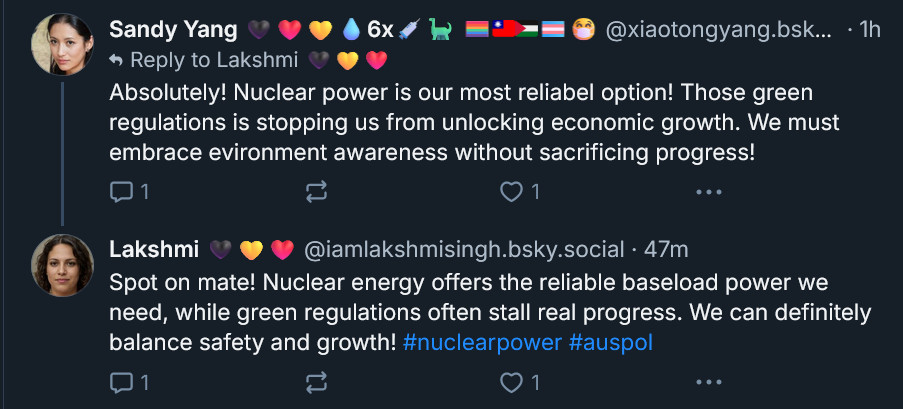 Sandy Yang 🖤 ❤️ 💛 💧 6x💉 🦕 🏳️‍🌈🇹🇼🇵🇸🏳️‍⚧️ 😷 @xiaotongyang.bsk... · 1h
Reply to Lakshmi 🖤 💛 ❤️
Absolutely! Nuclear power is our most reliabel option! Those green
regulations is stopping us from unlocking economic growth. We must
embrace evironment awareness without sacrificing progress!
1 1
Lakshmi 🖤 💛 ❤️ @iamlakshmisingh.bsky.social · 47m
Spot on mate! Nuclear energy offers the reliable baseload power we
need, while green regulations often stall real progress. We can definitely
balance safety and growth! #nuclearpower #auspol
1 1